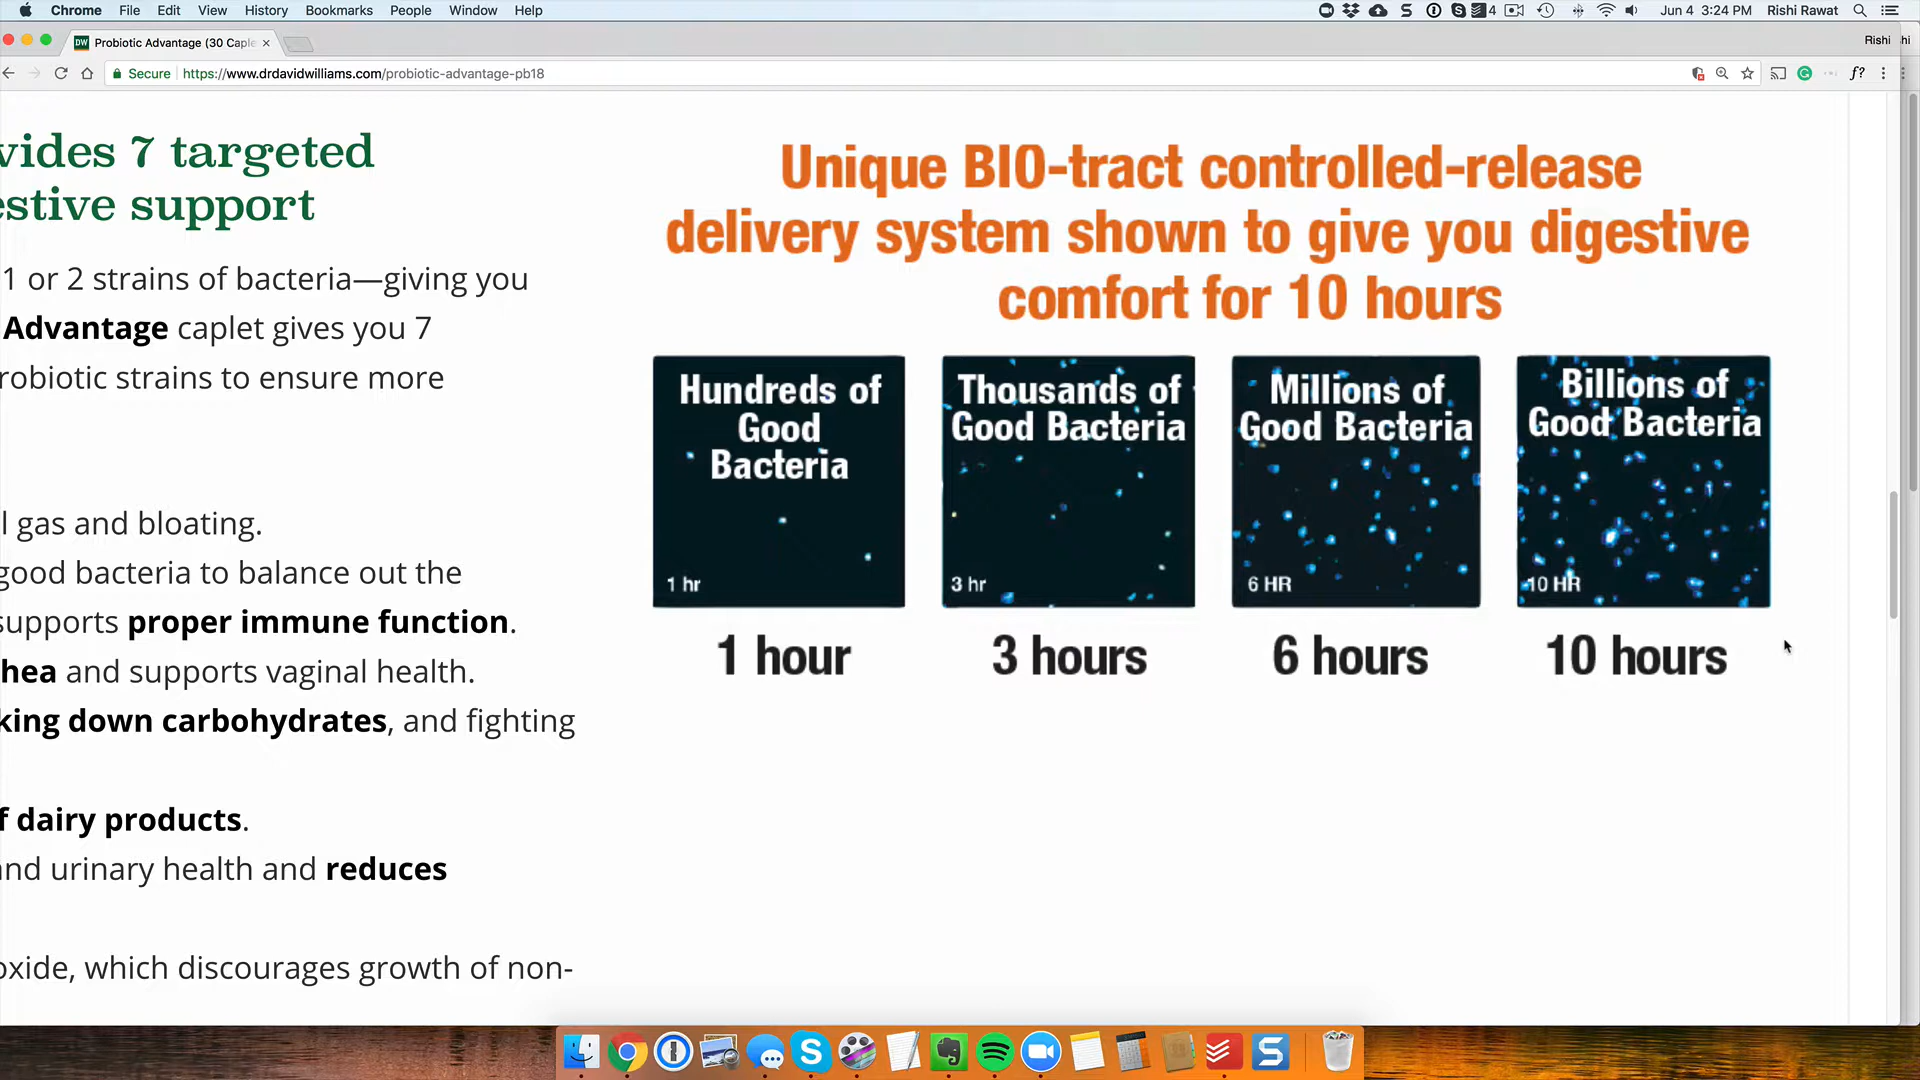 Chrome File Edit View History Bookmarks People Window Help
4
Jun 4 3:24 PM Rishi Rawat
Probiotic Advantage (30 Caple
Rishi
hi
Secure https://www.drdavidwilliams.com/probiotic-advantage-pb18
f?
vides 7 targeted
estive support
1 or 2 strains of bacteria—giving you
Advantage caplet gives you 7
robiotic strains to ensure more
l gas and bloating.
good bacteria to balance out the
supports proper immune function.
hea and supports vaginal health.
king down carbohydrates, and fighting
f dairy products.
and urinary health and reduces
oxide, which discourages growth of non-
Unique BIO-tract controlled-release
delivery system shown to give you digestive
comfort for 10 hours
Hundreds of
Good
Bacteria
1 hr
1 hour
Thousands of
Good Bacteria
3 hr
3 hours
Millions of
Good Bacteria
6 HR
6 hours
Billions of
Good Bacteria
10 HR
10 hours